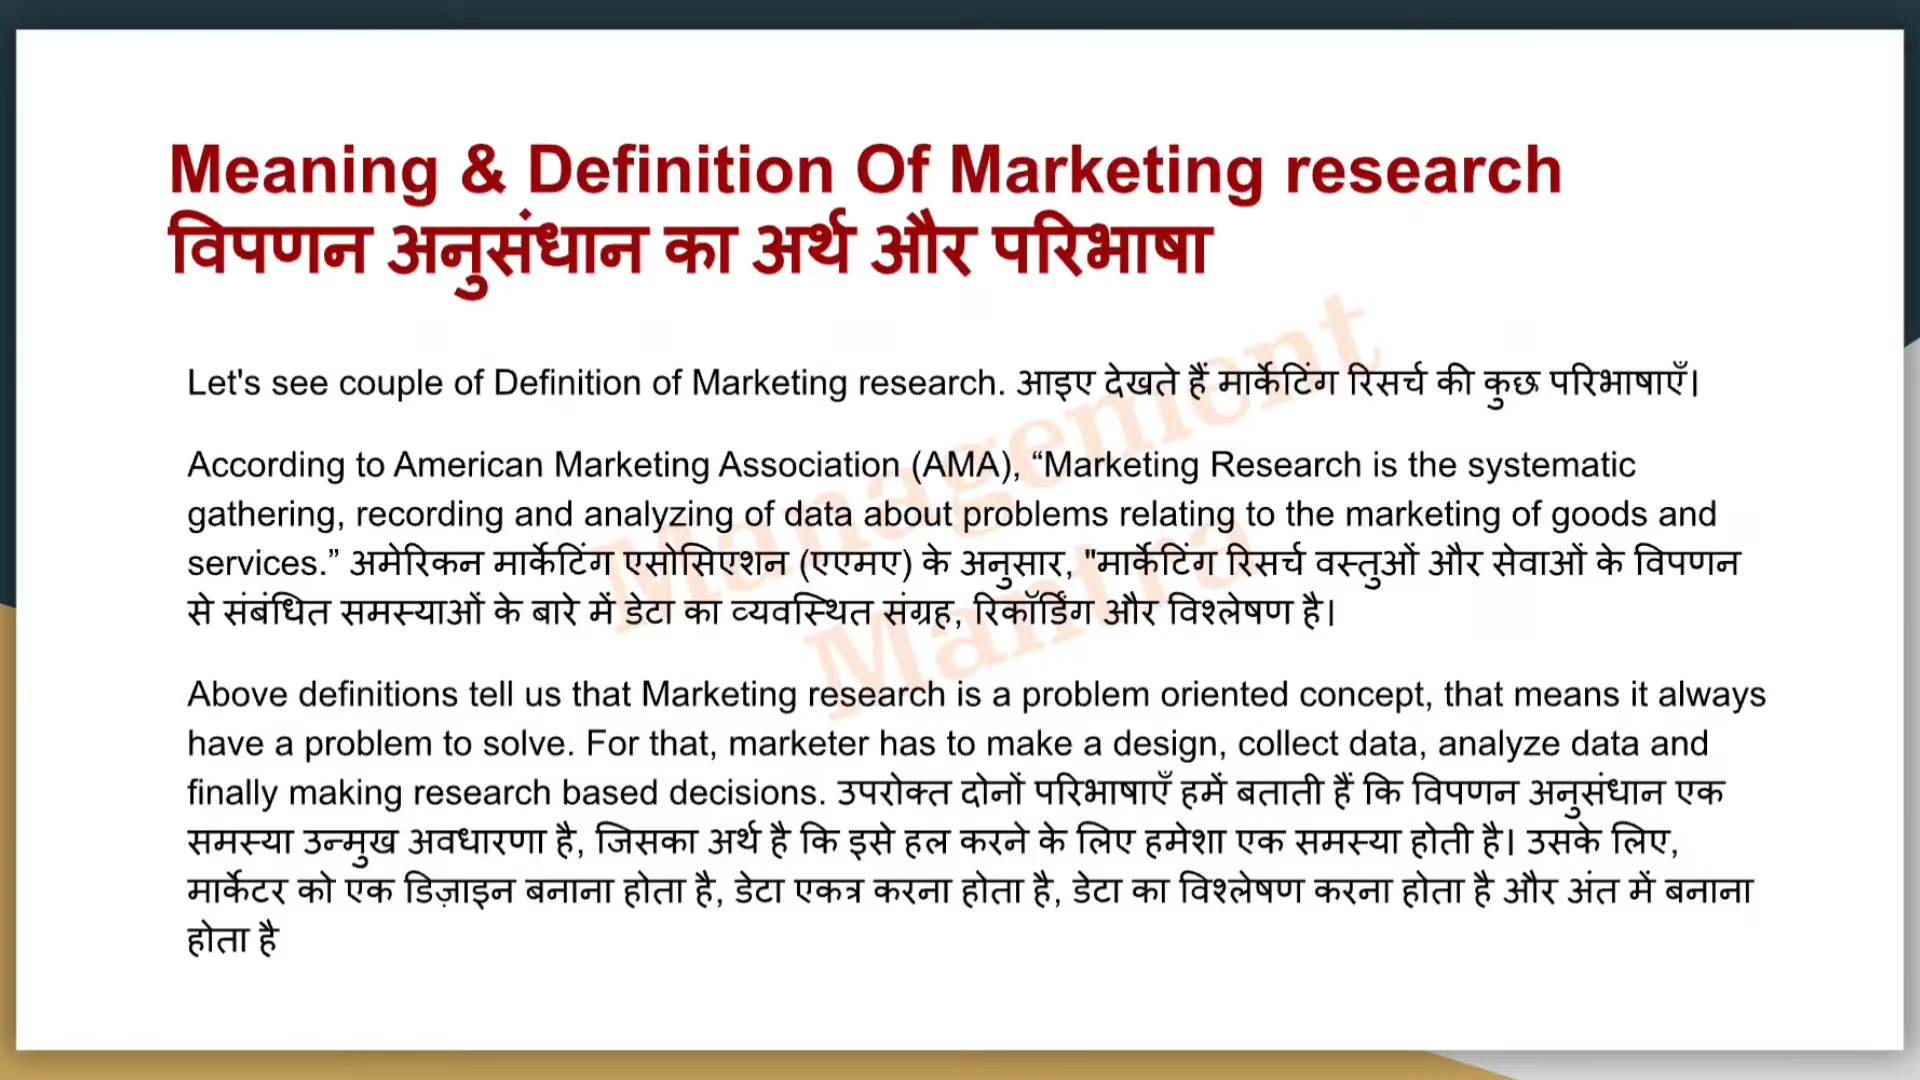 Meaning & Definition Of Marketing research
विपणन अनुसंधान का अर्थ और परिभाषा
Let's see couple of Definition of Marketing research. आइए देखते हैं मार्केटिंग रिसर्च की कुछ परिभाषाएँ।
According to American Marketing Association (AMA), “Marketing Research is the systematic
gathering, recording and analyzing of data about problems relating to the marketing of goods and
services.” अमेरिकन मार्केटिंग एसोसिएशन (एएमए) के अनुसार, "मार्केटिंग रिसर्च वस्तुओं और सेवाओं के विपणन
से संबंधित समस्याओं के बारे में डेटा का व्यवस्थित संग्रह, रिकॉर्डिंग और विश्लेषण है।
Above definitions tell us that Marketing research is a problem oriented concept, that means it always
have a problem to solve. For that, marketer has to make a design, collect data, analyze data and
finally making research based decisions. उपरोक्त दोनों परिभाषाएँ हमें बताती हैं कि विपणन अनुसंधान एक
समस्या उन्मुख अवधारणा है, जिसका अर्थ है कि इसे हल करने के लिए हमेशा एक समस्या होती है। उसके लिए,
मार्केटर को एक डिज़ाइन बनाना होता है, डेटा एकत्र करना होता है, डेटा का विश्लेषण करना होता है और अंत में बनाना
होता है
Management
Mantra